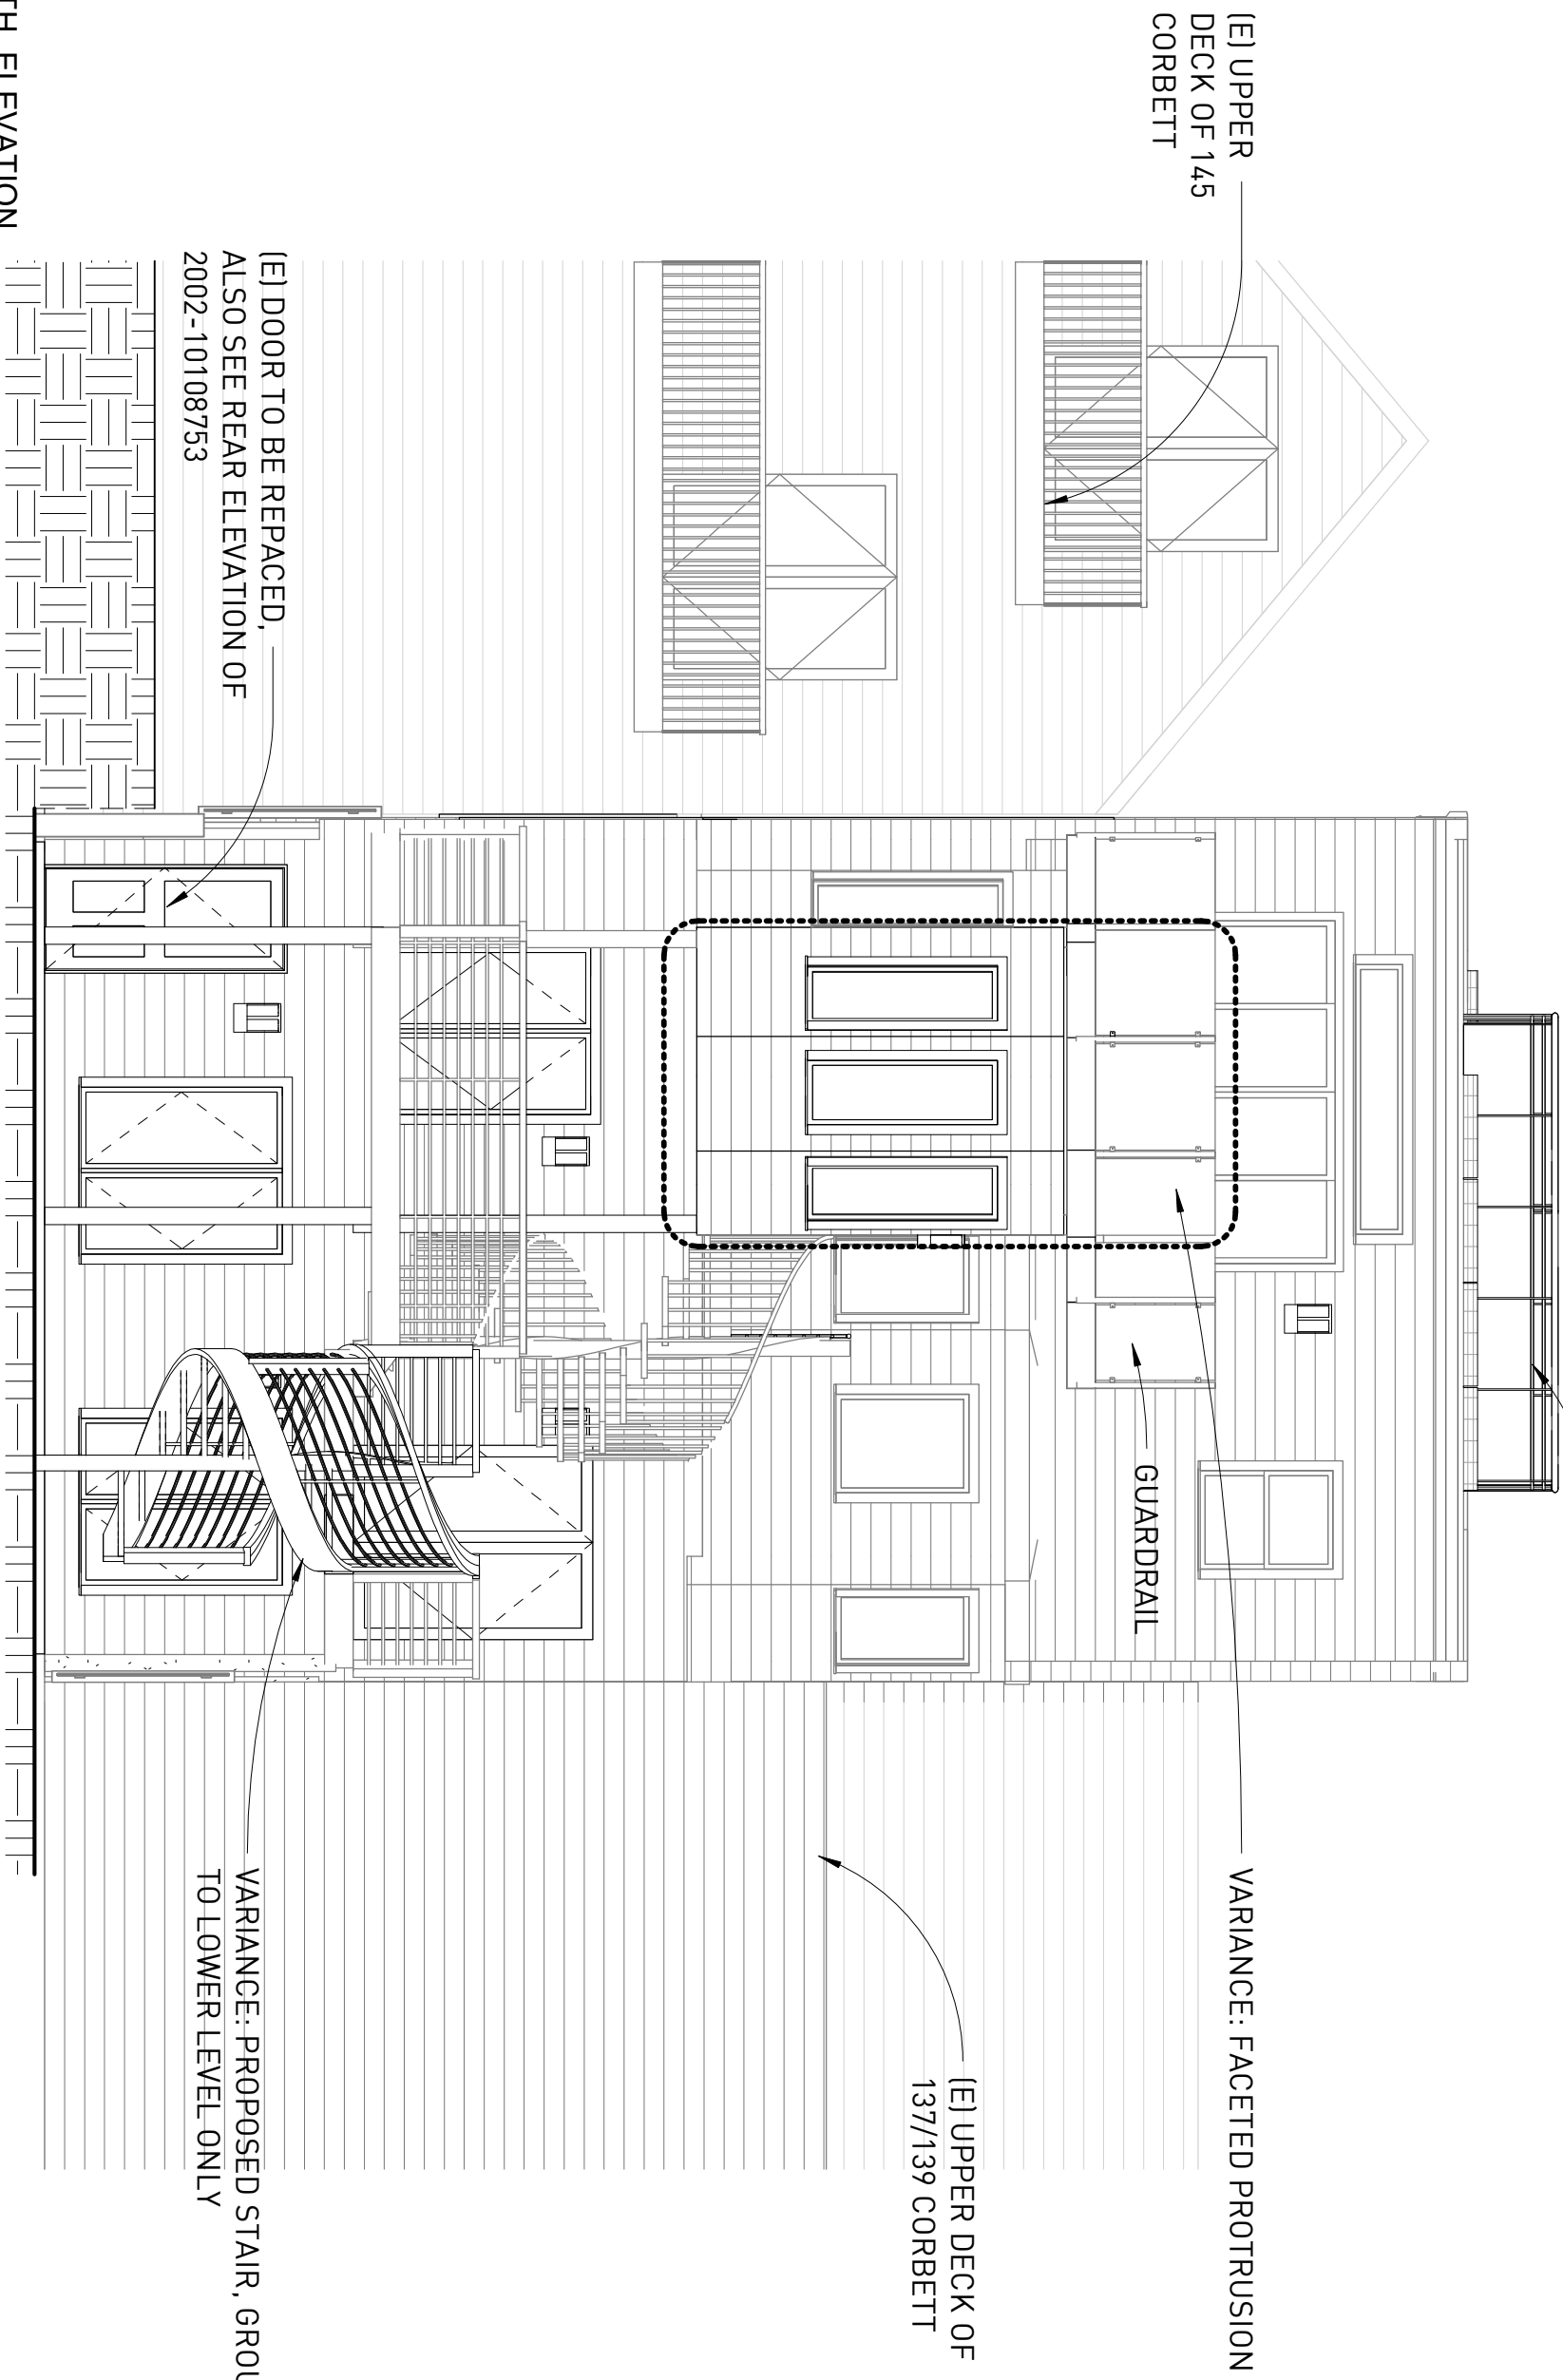 (E) UPPER
DECK OF 145
CORBETT
(E) DOOR TO BE REPACED,
ALSO SEE REAR ELEVATION OF
2002-10108753
GUARDRAIL
VARIANCE: FACETED PROTRUSION
(E) UPPER DECK OF
137/139 CORBETT
VARIANCE: PROPOSED STAIR,
TO LOWER LEVEL ONLY
ELEVATION